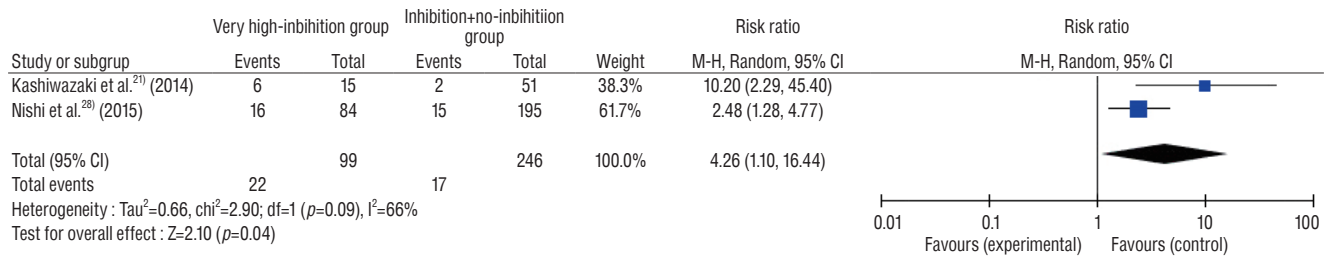 Very high-inbihition group Inhibition+no-inbihitiion group Risk ratio Risk ratio
Study or subgrup Events Total Events Total Weight M-H, Random, 95% CI M-H, Random, 95% CI
Kashiwazaki et al.21) (2014) 6 15 2 51 38.3% 10.20 (2.29, 45.40)
Nishi et al.28) (2015) 16 84 15 195 61.7% 2.48 (1.28, 4.77)
Total (95% CI) 99 246 100.0% 4.26 (1.10, 16.44)
Total events 22 17
Heterogeneity : Tau2=0.66, chi2=2.90; df=1 (p=0.09), I2=66%
Test for overall effect : Z=2.10 (p=0.04)
0.01 0.1 1 10 100
Favours (experimental) Favours (control)